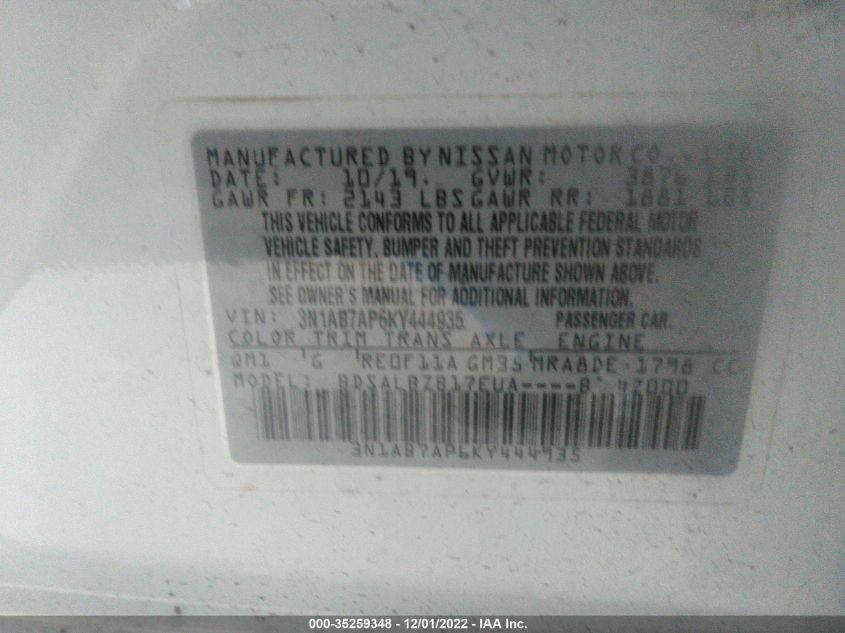 MANUFACTURED BY NISSAN MOTOR CO.,
DATE: 10/19. GVWR: 3876 LBS
GAWR FR: 2143 LBS GAWR RR: 1881 LBS
THIS VEHICLE CONFORMS TO ALL APPLICABLE FEDERAL MOTOR
VEHICLE SAFETY, BUMPER AND THEFT PREVENTION STANDARDS
IN EFFECT ON THE DATE OF MANUFACTURE SHOWN ABOVE.
SEE OWNER'S MANUAL FOR ADDITIONAL INFORMATION.
VIN: 3N1AB7AP6KY444935 PASSENGER CAR.
COLOR TRIM TRANS AXLE ENGINE
QM1 G RE0F11A GM35 MRA8DE 1798 CC
MODEL:
3N1AB7AP6KY444935
000-35259348 - 12/01/2022 - IAA Inc.